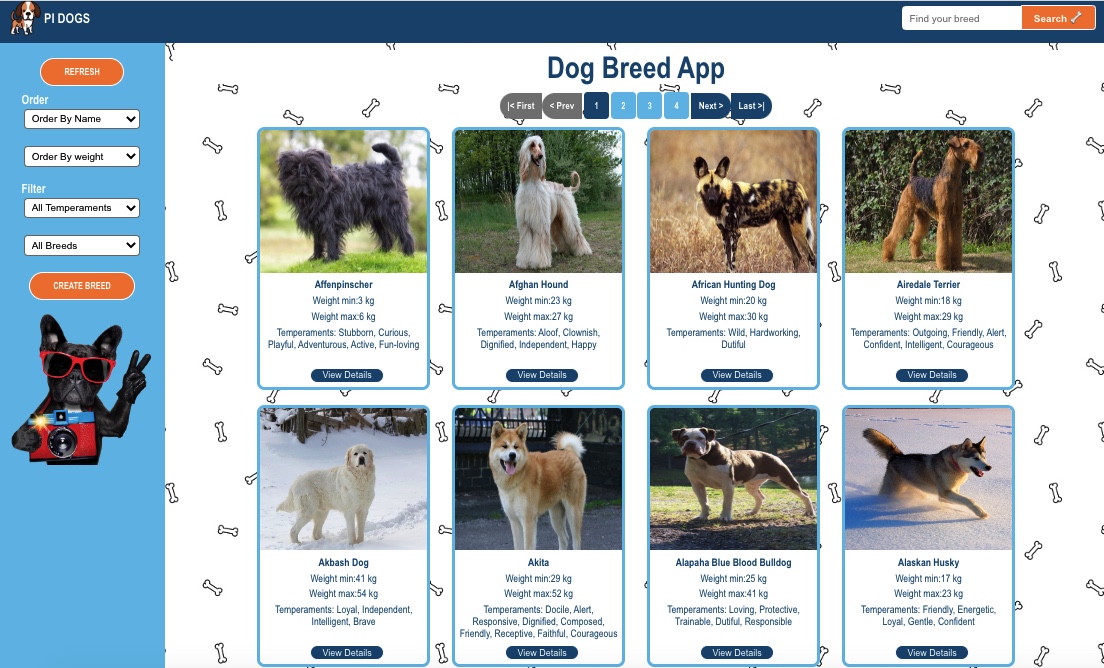 PI DOGS
Find your breed
Search
REFRESH
Order
Order By Name
Order By weight
Filter
All Temperaments
All Breeds
CREATE BREED
Dog Breed App
|< First
< Prev
1
2
3
4
Next >
Last >|
Affenpinscher
Weight min:3 kg
Weight max:6 kg
Temperaments: Stubborn, Curious,
Playful, Adventurous, Active, Fun-loving
View Details
Afghan Hound
Weight min:23 kg
Weight max:27 kg
Temperaments: Aloof, Clownish,
Dignified, Independent, Happy
View Details
African Hunting Dog
Weight min:20 kg
Weight max:30 kg
Temperaments: Wild, Hardworking,
Dutiful
View Details
Airedale Terrier
Weight min:18 kg
Weight max:29 kg
Temperaments: Outgoing, Friendly, Alert,
Confident, Intelligent, Courageous
View Details
Akbash Dog
Weight min:41 kg
Weight max:54 kg
Temperaments: Loyal, Independent,
Intelligent, Brave
View Details
Akita
Weight min:29 kg
Weight max:52 kg
Temperaments: Docile, Alert,
Responsive, Dignified, Composed,
Friendly, Receptive, Faithful, Courageous
View Details
Alapaha Blue Blood Bulldog
Weight min:25 kg
Weight max:41 kg
Temperaments: Loving, Protective,
Trainable, Dutiful, Responsible
View Details
Alaskan Husky
Weight min:17 kg
Weight max:23 kg
Temperaments: Friendly, Energetic,
Loyal, Gentle, Confident
View Details